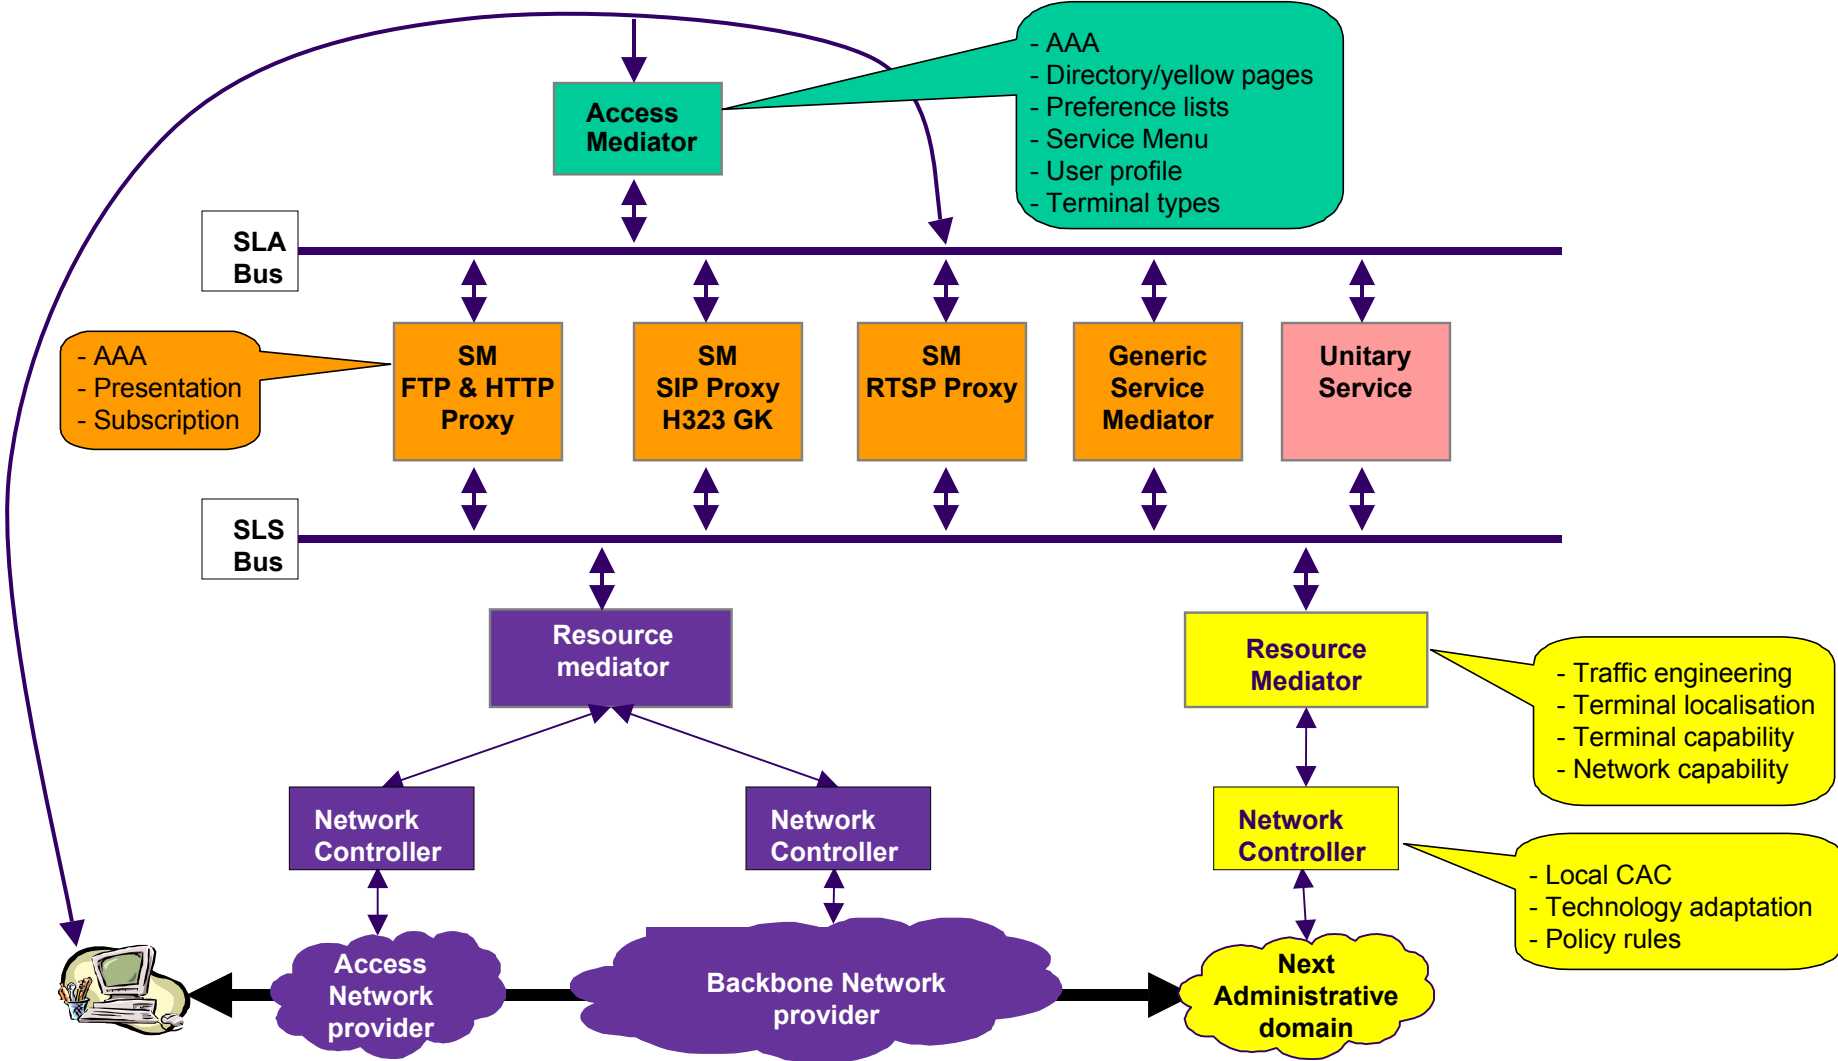 Access
Mediator
- AAA
- Directory/yellow pages
- Preference lists
- Service Menu
- User profile
- Terminal types
SLA
Bus
- AAA
- Presentation
- Subscription
SM
FTP & HTTP
Proxy
SM
SIP Proxy
H323 GK
SM
RTSP Proxy
Generic
Service
Mediator
Unitary
Service
SLS
Bus
Resource
mediator
Resource
Mediator
- Traffic engineering
- Terminal localisation
- Terminal capability
- Network capability
Network
Controller
Network
Controller
Network
Controller
- Local CAC
- Technology adaptation
- Policy rules
Access
Network
provider
Backbone Network
provider
Next
Administrative
domain